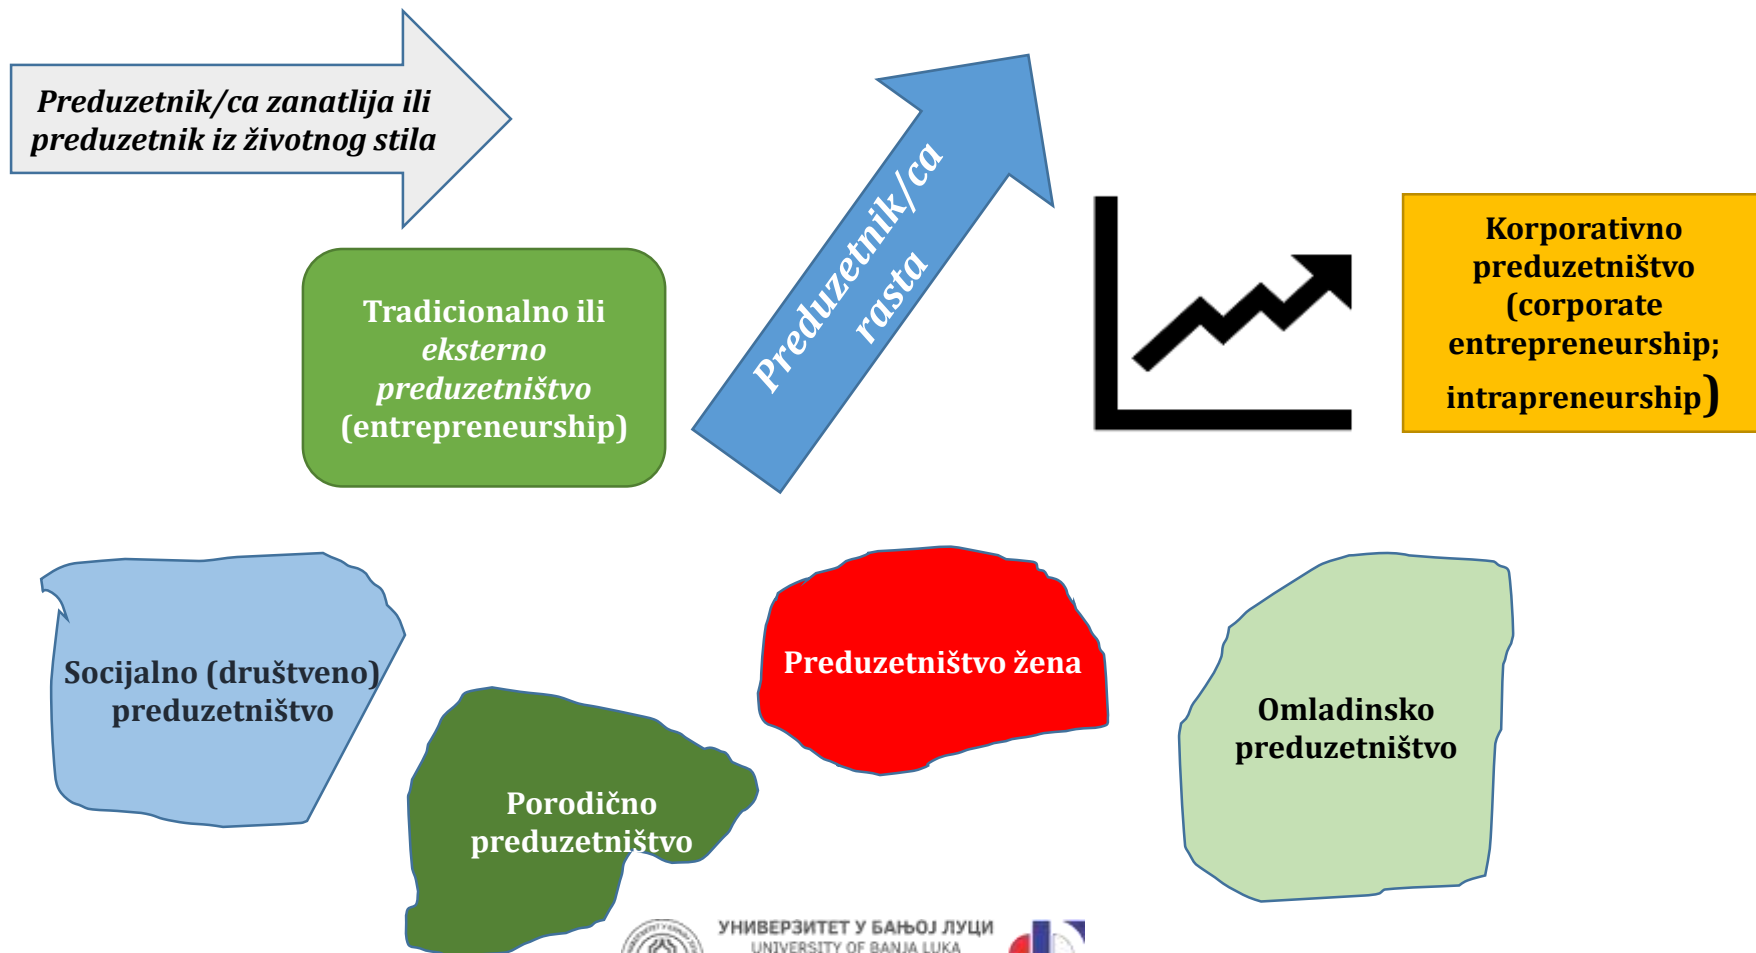 Preduzetnik/ca zanatlija ili
preduzetnik iz životnog stila
Tradicionalno ili
eksterno
preduzetništvo
(entrepreneurship)
Preduzetnik/ca
rasta
Korporativno
preduzetništvo
(corporate
entrepreneurship;
intrapreneurship)
Socijalno (društveno)
preduzetništvo
Porodično
preduzetništvo
Preduzetništvo žena
Omladinsko
preduzetništvo
УНИВЕРЗИТЕТ У БАЊОЈ ЛУЦИ
UNIVERSITY OF BANJA LUKA